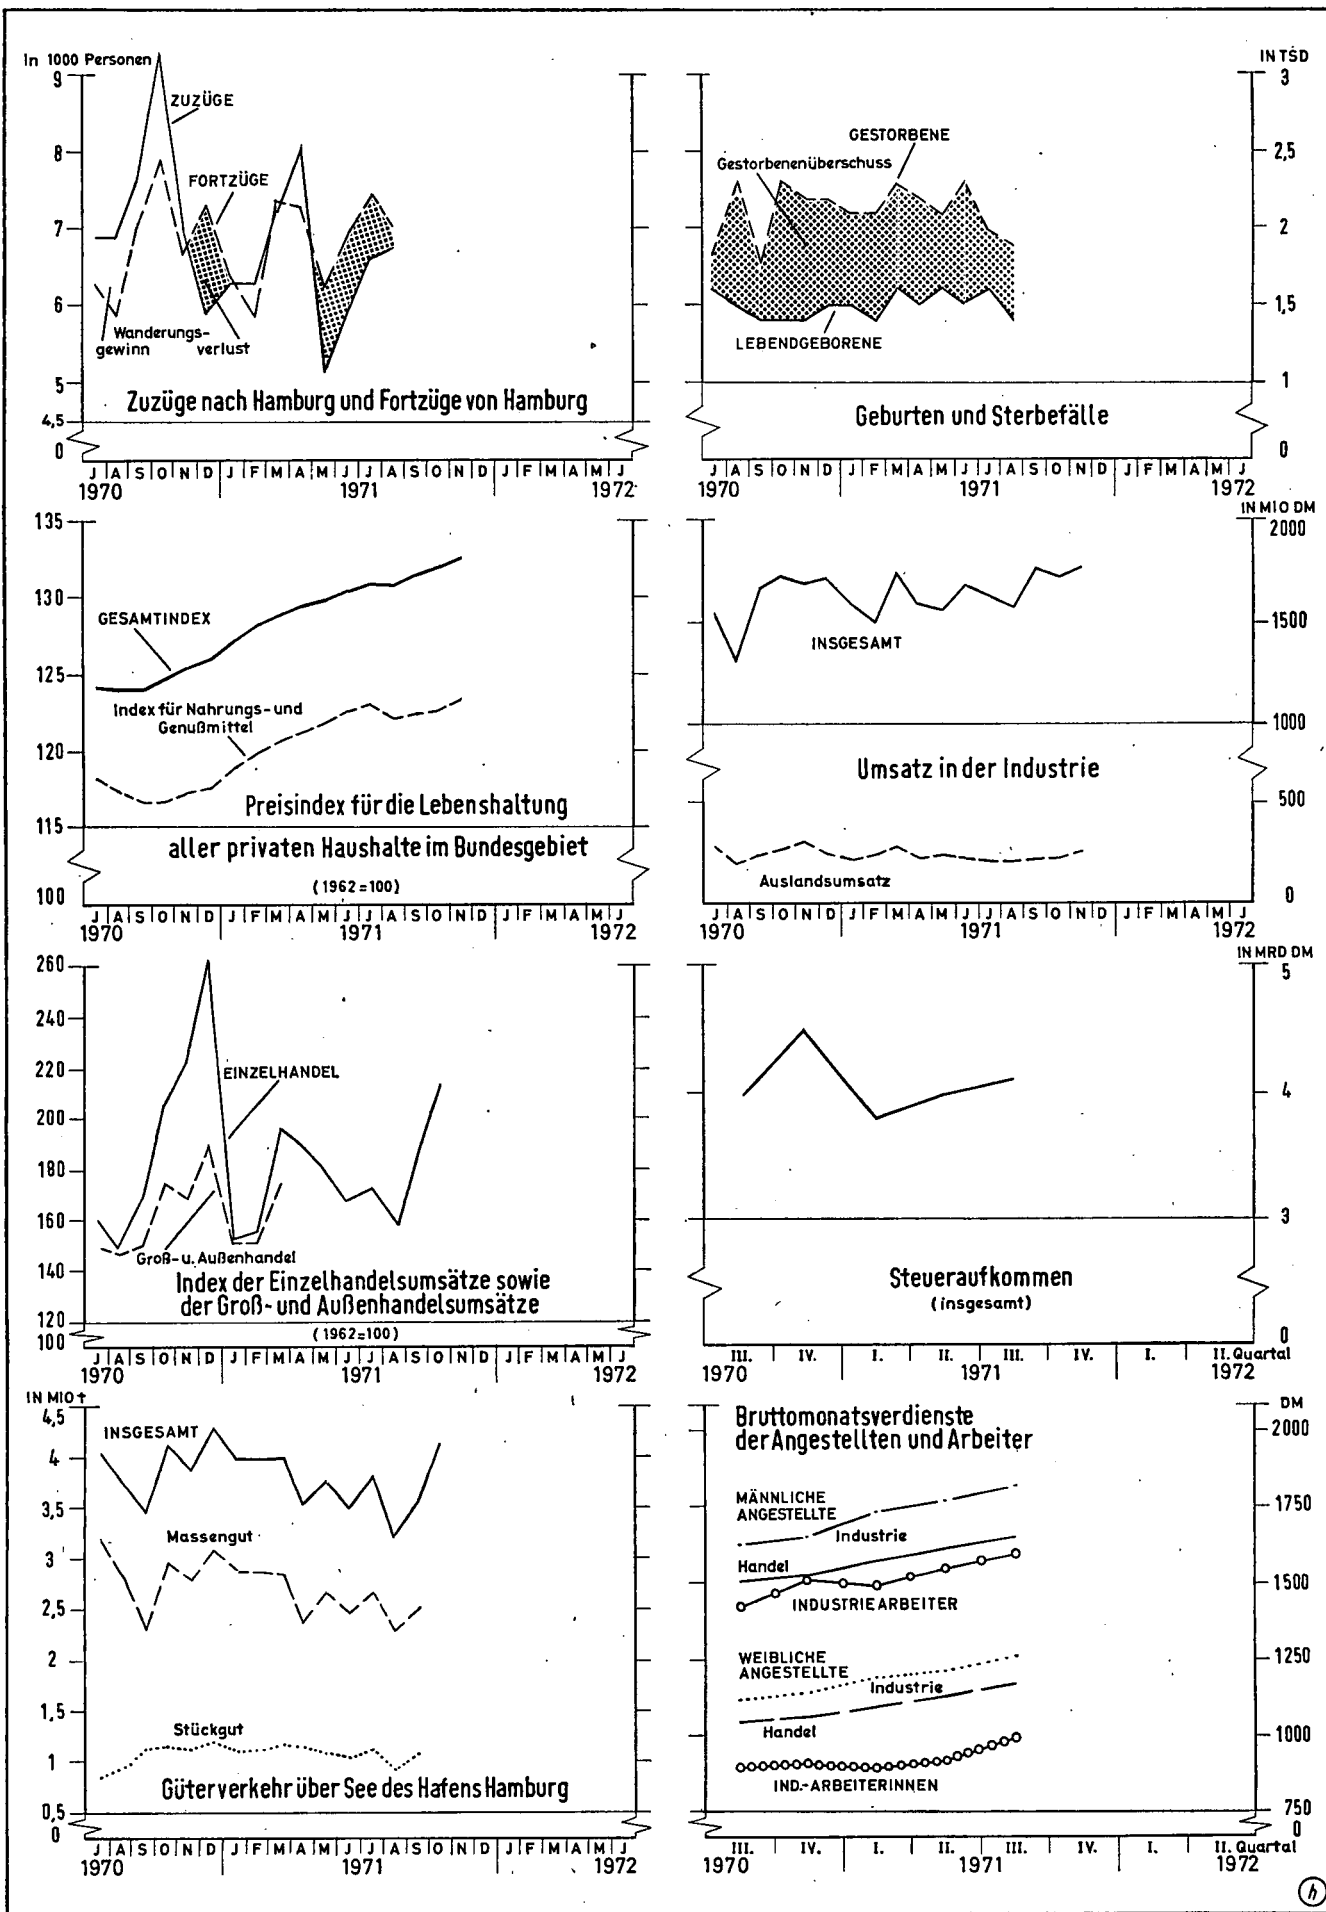 In 1000 Personen
9
8
7
6
5
4,5
0
ZUZÜGE
FORTZÜGE
Wanderungs-
gewinn
verlust
Zuzüge nach Hamburg und Fortzüge von Hamburg
J A S O N D J F M A M J J A S O N D J F M A M J
1970 1971 1972
IN TSD
3
2,5
2
1,5
1
0
GESTORBENE
Gestorbenenüberschuss
LEBENDGEBORENE
Geburten und Sterbefälle
J A S O N D J F M A M J J A S O N D J F M A M J
1970 1971 1972
135
130
125
120
115
100
GESAMTINDEX
Index für Nahrungs- und
Genußmittel
Preisindex für die Lebenshaltung
aller privaten Haushalte im Bundesgebiet
(1962=100)
J A S O N D J F M A M J J A S O N D J F M A M J
1970 1971 1972
IN MIO DM
2000
1500
1000
500
0
INSGESAMT
Umsatz in der Industrie
Auslandsumsatz
J A S O N D J F M A M J J A S O N D J F M A M J
1970 1971 1972
260
240
220
200
180
160
140
120
100
EINZELHANDEL
Groß- u. Außenhandel
Index der Einzelhandelsumsätze sowie
der Groß- und Außenhandelsumsätze
(1962=100)
J A S O N D J F M A M J J A S O N D J F M A M J
1970 1971 1972
IN MRD DM
5
4
3
0
Steueraufkommen
(insgesamt)
III. IV. I. II. III. IV. I. II. Quartal
1970 1971 1972
IN MIO t
4,5
4
3,5
3
2,5
2
1,5
1
0,5
0
INSGESAMT
Massengut
Stückgut
Güterverkehr über See des Hafens Hamburg
J A S O N D J F M A M J J A S O N D J F M A M J
1970 1971 1972
Bruttomonatsverdienste
der Angestellten und Arbeiter
DM
2000
1750
1500
1250
1000
750
0
MÄNNLICHE
ANGESTELLTE
Industrie
Handel
INDUSTRIEARBEITER
WEIBLICHE
ANGESTELLTE
Industrie
Handel
IND.-ARBEITERINNEN
III. IV. I. II. III. IV. I. II. Quartal
1970 1971 1972
h